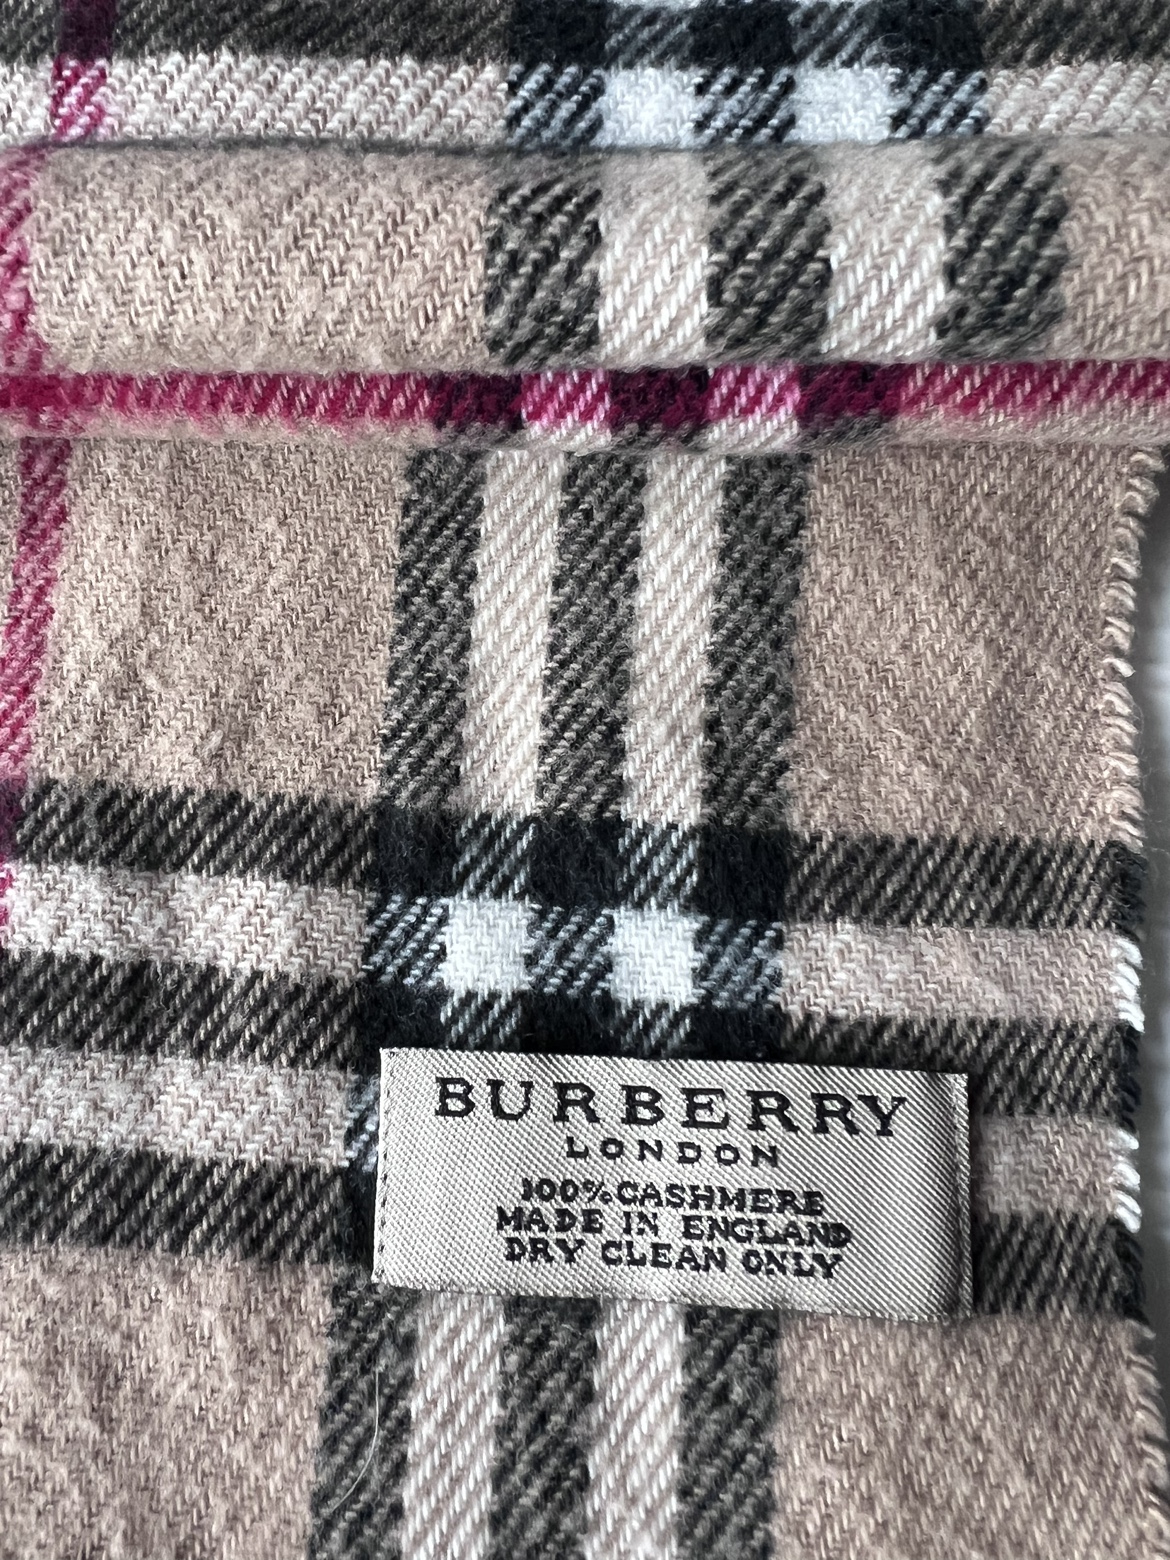 BURBERRY
LONDON
100% CASHMERE
MADE IN ENGLAND
DRY CLEAN ONLY